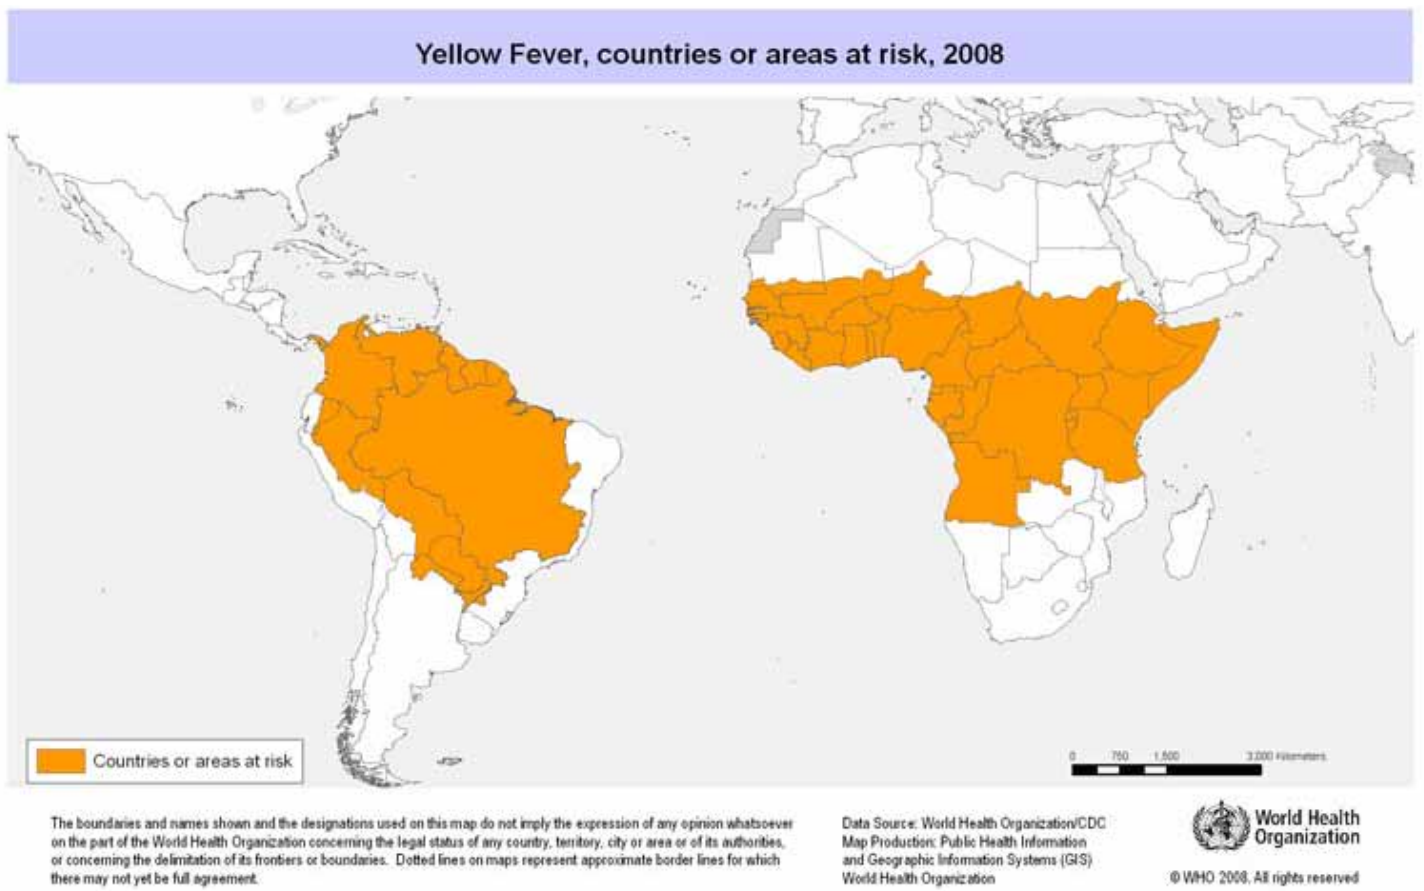 Yellow Fever, countries or areas at risk, 2008
Countries or areas at risk
0 750 1,500 3,000 Kilometers
The boundaries and names shown and the designations used on this map do not imply the expression of any opinion whatsoever
on the part of the World Health Organization concerning the legal status of any country, territory, city or area or of its authorities,
or concerning the delimitation of its frontiers or boundaries. Dotted lines on maps represent approximate border lines for which
there may not yet be full agreement.
Data Source: World Health Organization/CDC
Map Production: Public Health Information
and Geographic Information Systems (GIS)
World Health Organization
World Health
Organization
© WHO 2008. All rights reserved